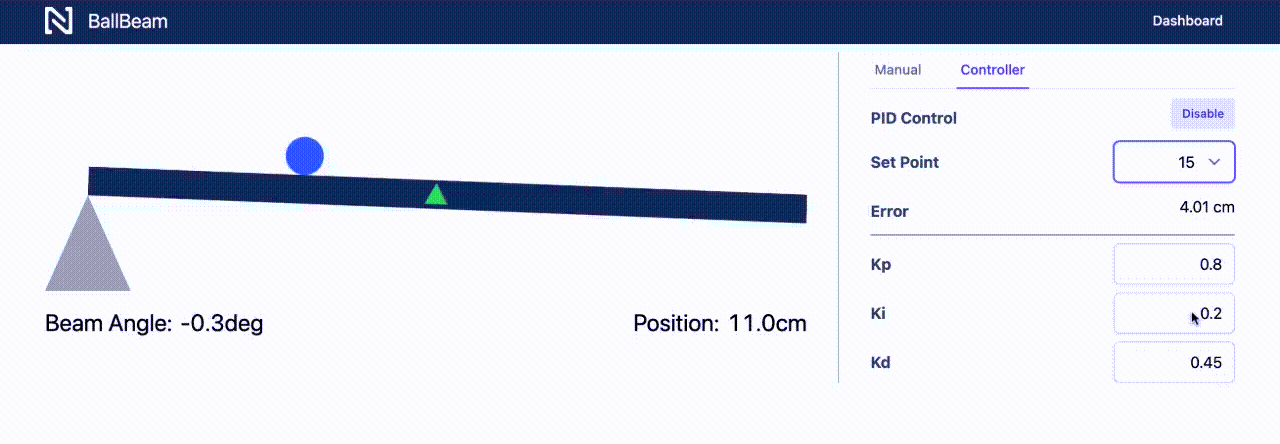 BallBeam
Dashboard
Manual
Controller
PID Control
Disable
Set Point
15
Error
4.01 cm
Kp
0.8
Ki
0.2
Kd
0.45
Beam Angle: -0.3deg
Position: 11.0cm